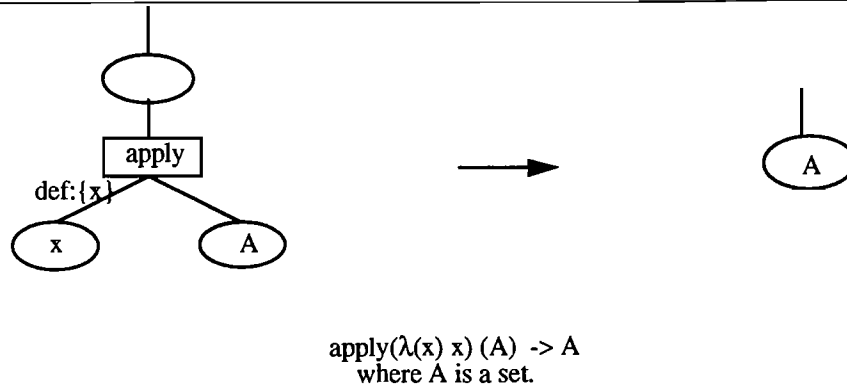 apply
def:{x}
A
x
A
apply(λ(x) x) (A) -> A
where A is a set.